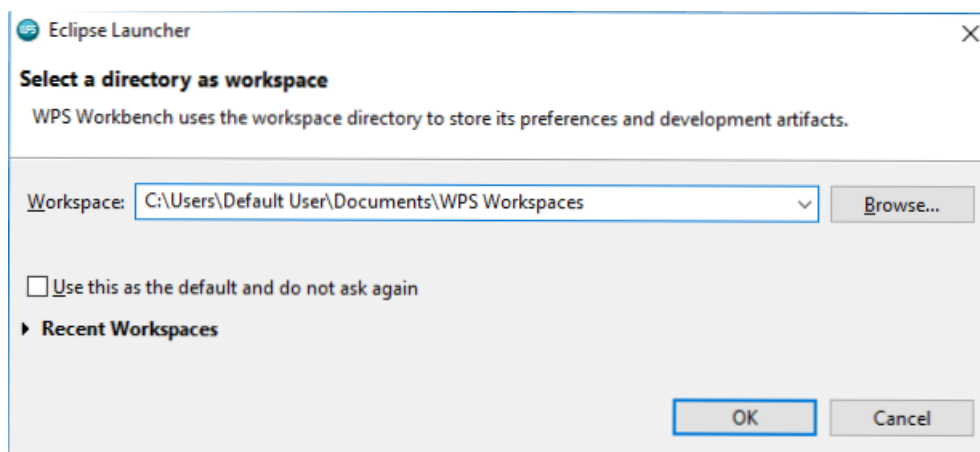 Eclipse Launcher
Select a directory as workspace
WPS Workbench uses the workspace directory to store its preferences and development artifacts.
Workspace: C:\Users\Default User\Documents\WPS Workspaces Browse...
Use this as the default and do not ask again
Recent Workspaces
OK Cancel